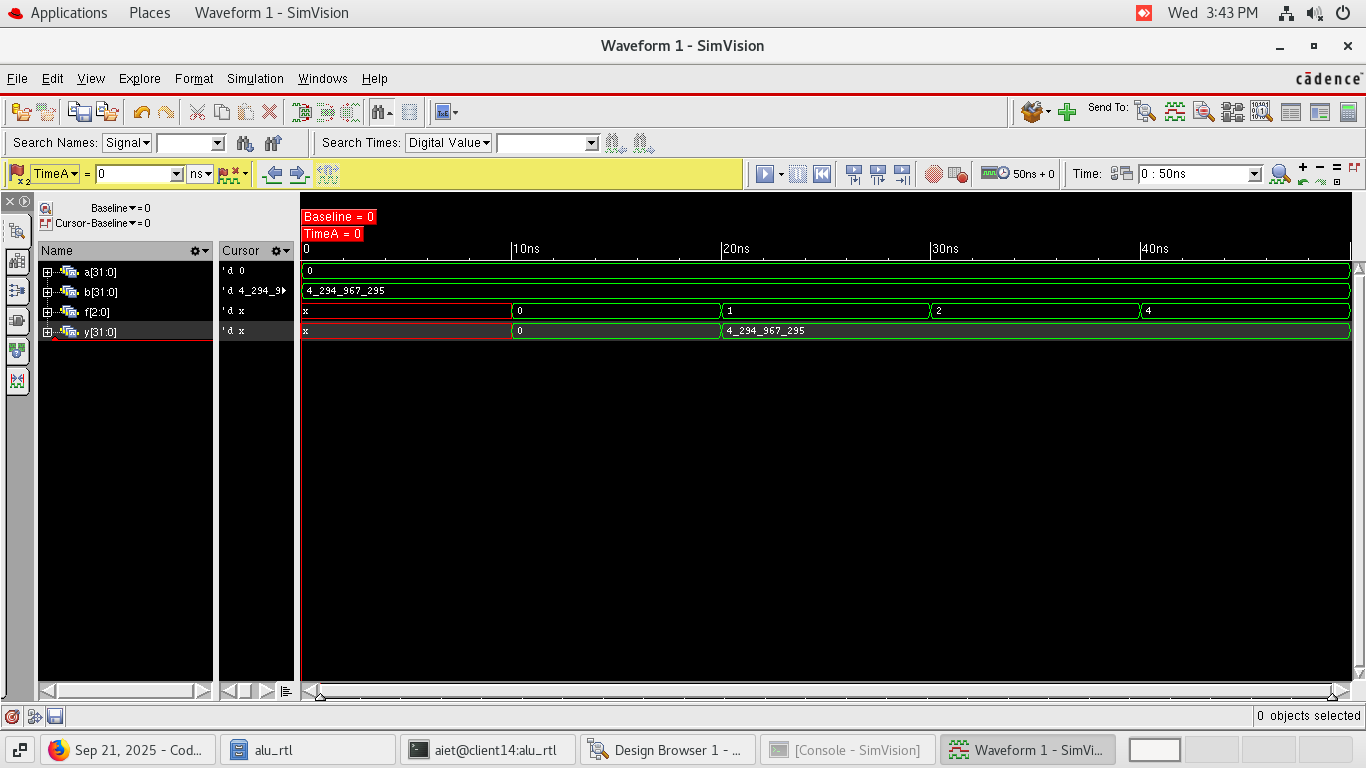 Applications Places Waveform 1 - SimVision Wed 3:43 PM
Waveform 1 - SimVision
File Edit View Explore Format Simulation Windows Help cādence
Send To:
Search Names: Signal Search Times: Digital Value
x2 TimeA = 0 ns 50ns + 0 Time: 0 : 50ns
Baseline = 0
Cursor-Baseline = 0
Baseline = 0
TimeA = 0
Name Cursor 0 10ns 20ns 30ns 40ns
a[31:0] 'd 0 0
b[31:0] 'd 4_294_9 4_294_967_295
f[2:0] 'd x x 0 1 2 4
y[31:0] 'd x x 0 4_294_967_295
0 objects selected
Sep 21, 2025 - Cod... alu_rtl aiet@client14:alu_rtl Design Browser 1 - ... [Console - SimVision] Waveform 1 - SimVi...